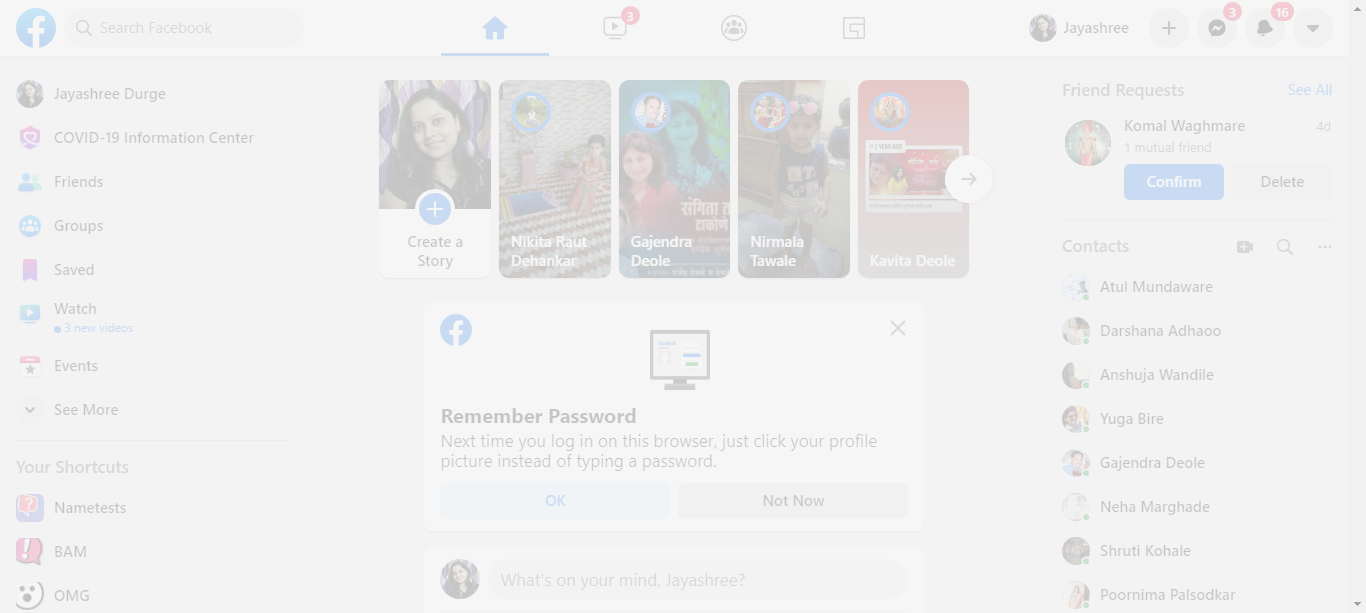 Search Facebook
3
Jayashree
3
16
Jayashree Durge
COVID-19 Information Center
Friends
Groups
Saved
Watch
3 new videos
Events
See More
Your Shortcuts
Nametests
BAM
OMG
Create a
Story
Nikita Raut
Dehankar
संगिता
Gajendra
Deole
Nirmala
Tawale
1 YEAR AGO
Kavita Deole
Remember Password
Next time you log in on this browser, just click your profile
picture instead of typing a password.
OK
Not Now
What's on your mind, Jayashree?
Friend Requests
See All
Komal Waghmare
4d
1 mutual friend
Confirm
Delete
Contacts
Atul Mundaware
Darshana Adhaoo
Anshuja Wandile
Yuga Bire
Gajendra Deole
Neha Marghade
Shruti Kohale
Poornima Palsodkar